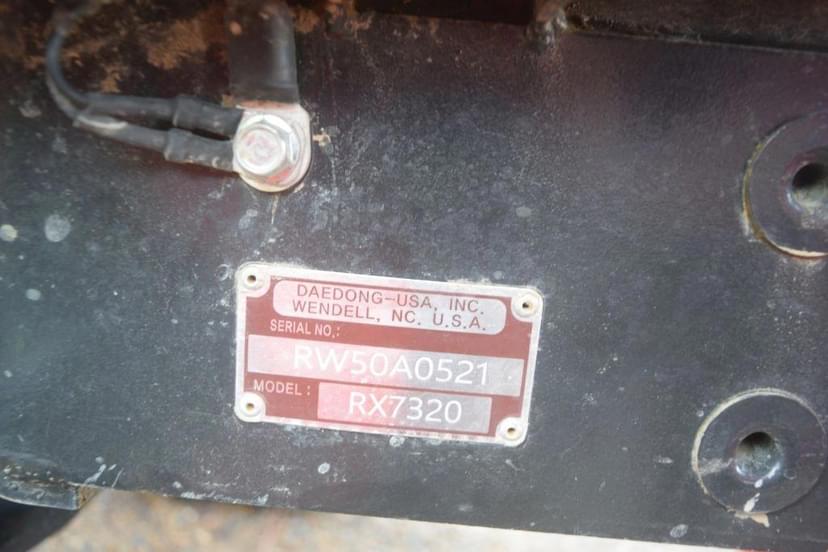 DAEDONG-USA, INC.
WENDELL, NC. U.S.A.
SERIAL NO,:
RW50A0521
MODEL:
RX7320